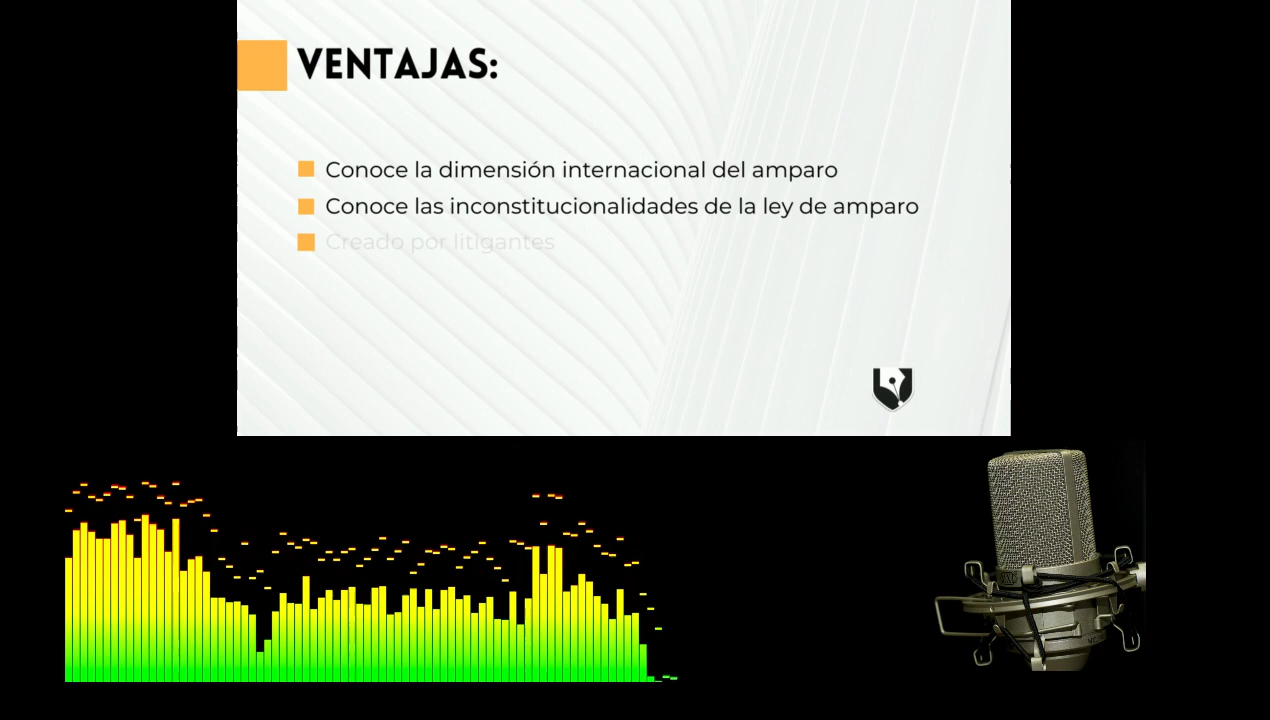 VENTAJAS:
Conoce la dimensión internacional del amparo
Conoce las inconstitucionalidades de la ley de amparo
Creado por litigantes